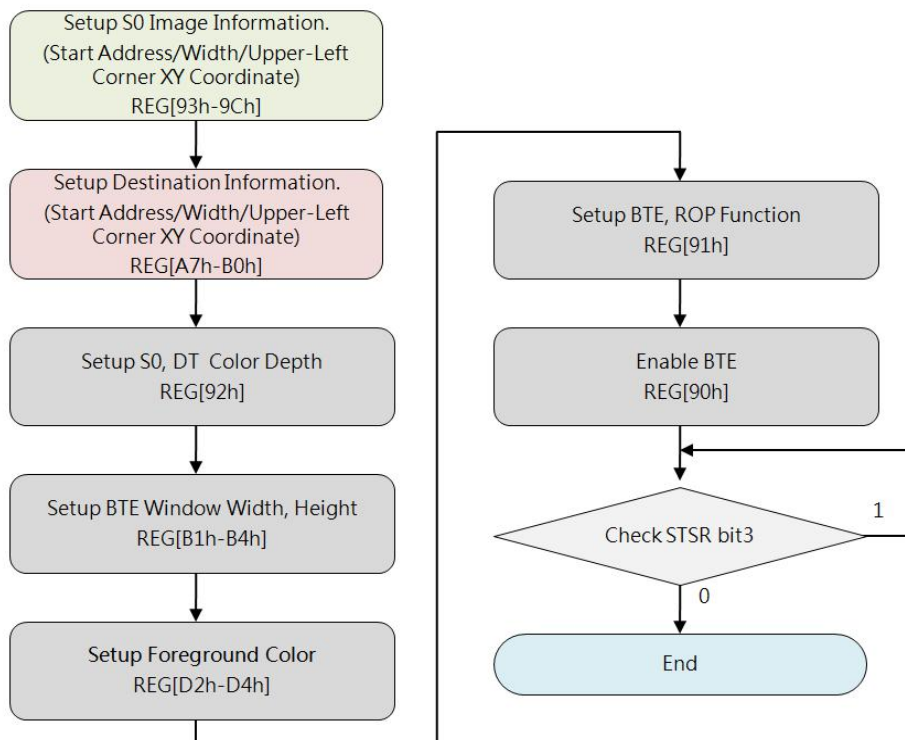 Setup S0 Image Information.
(Start Address/Width/Upper-Left
Corner XY Coordinate)
REG[93h-9Ch]
Setup Destination Information.
(Start Address/Width/Upper-Left
Corner XY Coordinate)
REG[A7h-B0h]
Setup S0, DT Color Depth
REG[92h]
Setup BTE Window Width, Height
REG[B1h-B4h]
Setup Foreground Color
REG[D2h-D4h]
Setup BTE, ROP Function
REG[91h]
Enable BTE
REG[90h]
Check STSR bit3
1
0
End